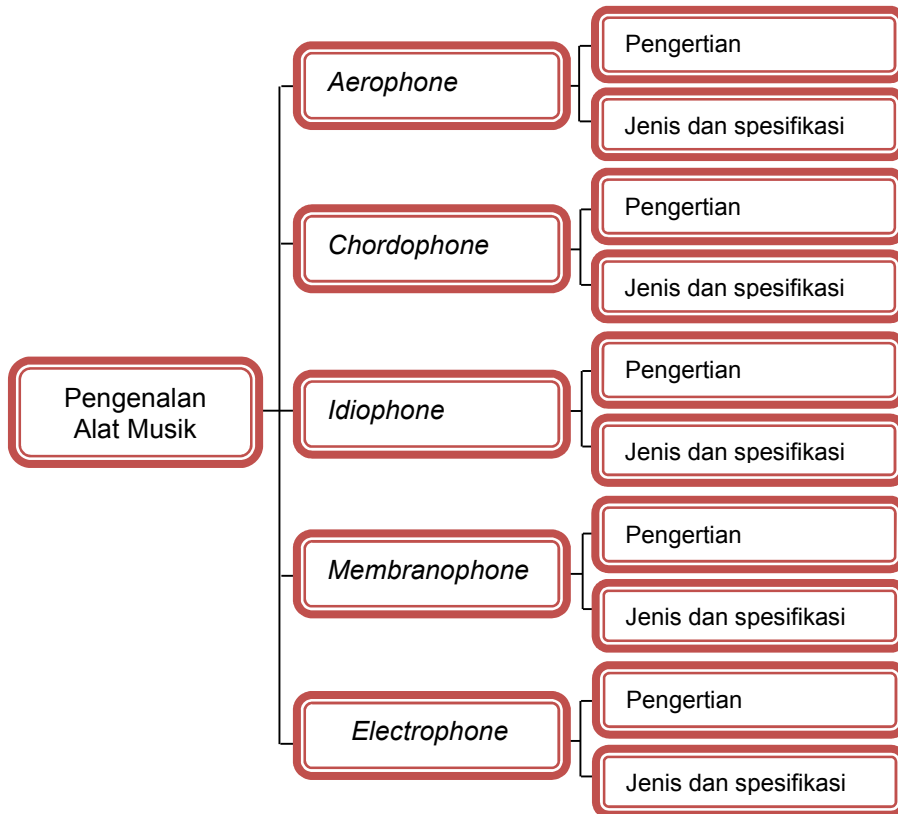 Pengenalan
Alat Musik
Aerophone
Pengertian
Jenis dan spesifikasi
Chordophone
Pengertian
Jenis dan spesifikasi
Idiophone
Pengertian
Jenis dan spesifikasi
Membranophone
Pengertian
Jenis dan spesifikasi
Electrophone
Pengertian
Jenis dan spesifikasi